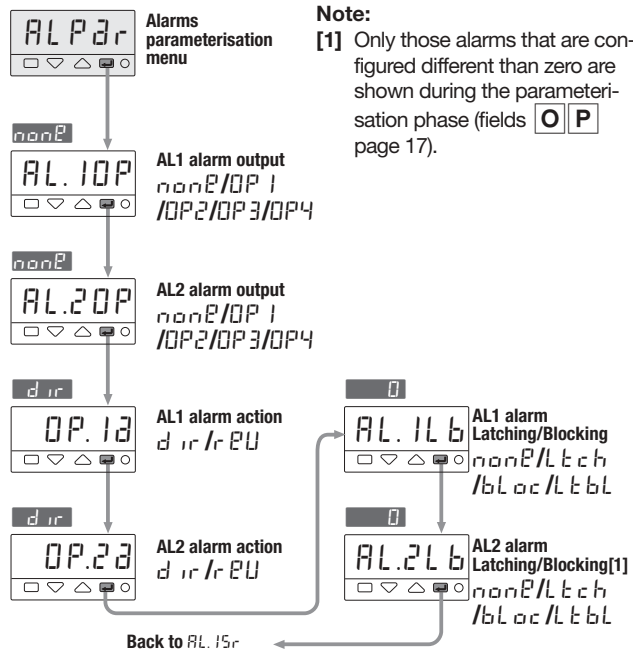 ALPar
Alarms
parameterisation
menu
Note:
[1] Only those alarms that are con-
figured different than zero are
shown during the parameteri-
sation phase (fields O P
page 17).
nonE
AL.1OP
AL1 alarm output
nonE/OP1
/OP2/OP3/OP4
nonE
AL.2OP
AL2 alarm output
nonE/OP1
/OP2/OP3/OP4
dir
OP.1a
AL1 alarm action
dir/rEU
dir
OP.2a
AL2 alarm action
dir/rEU
0
AL.1Lb
AL1 alarm
Latching/Blocking
nonE/Ltch
/bLoc/LtbL
0
AL.2Lb
AL2 alarm
Latching/Blocking[1]
nonE/Ltch
/bLoc/LtbL
Back to AL.1Sr